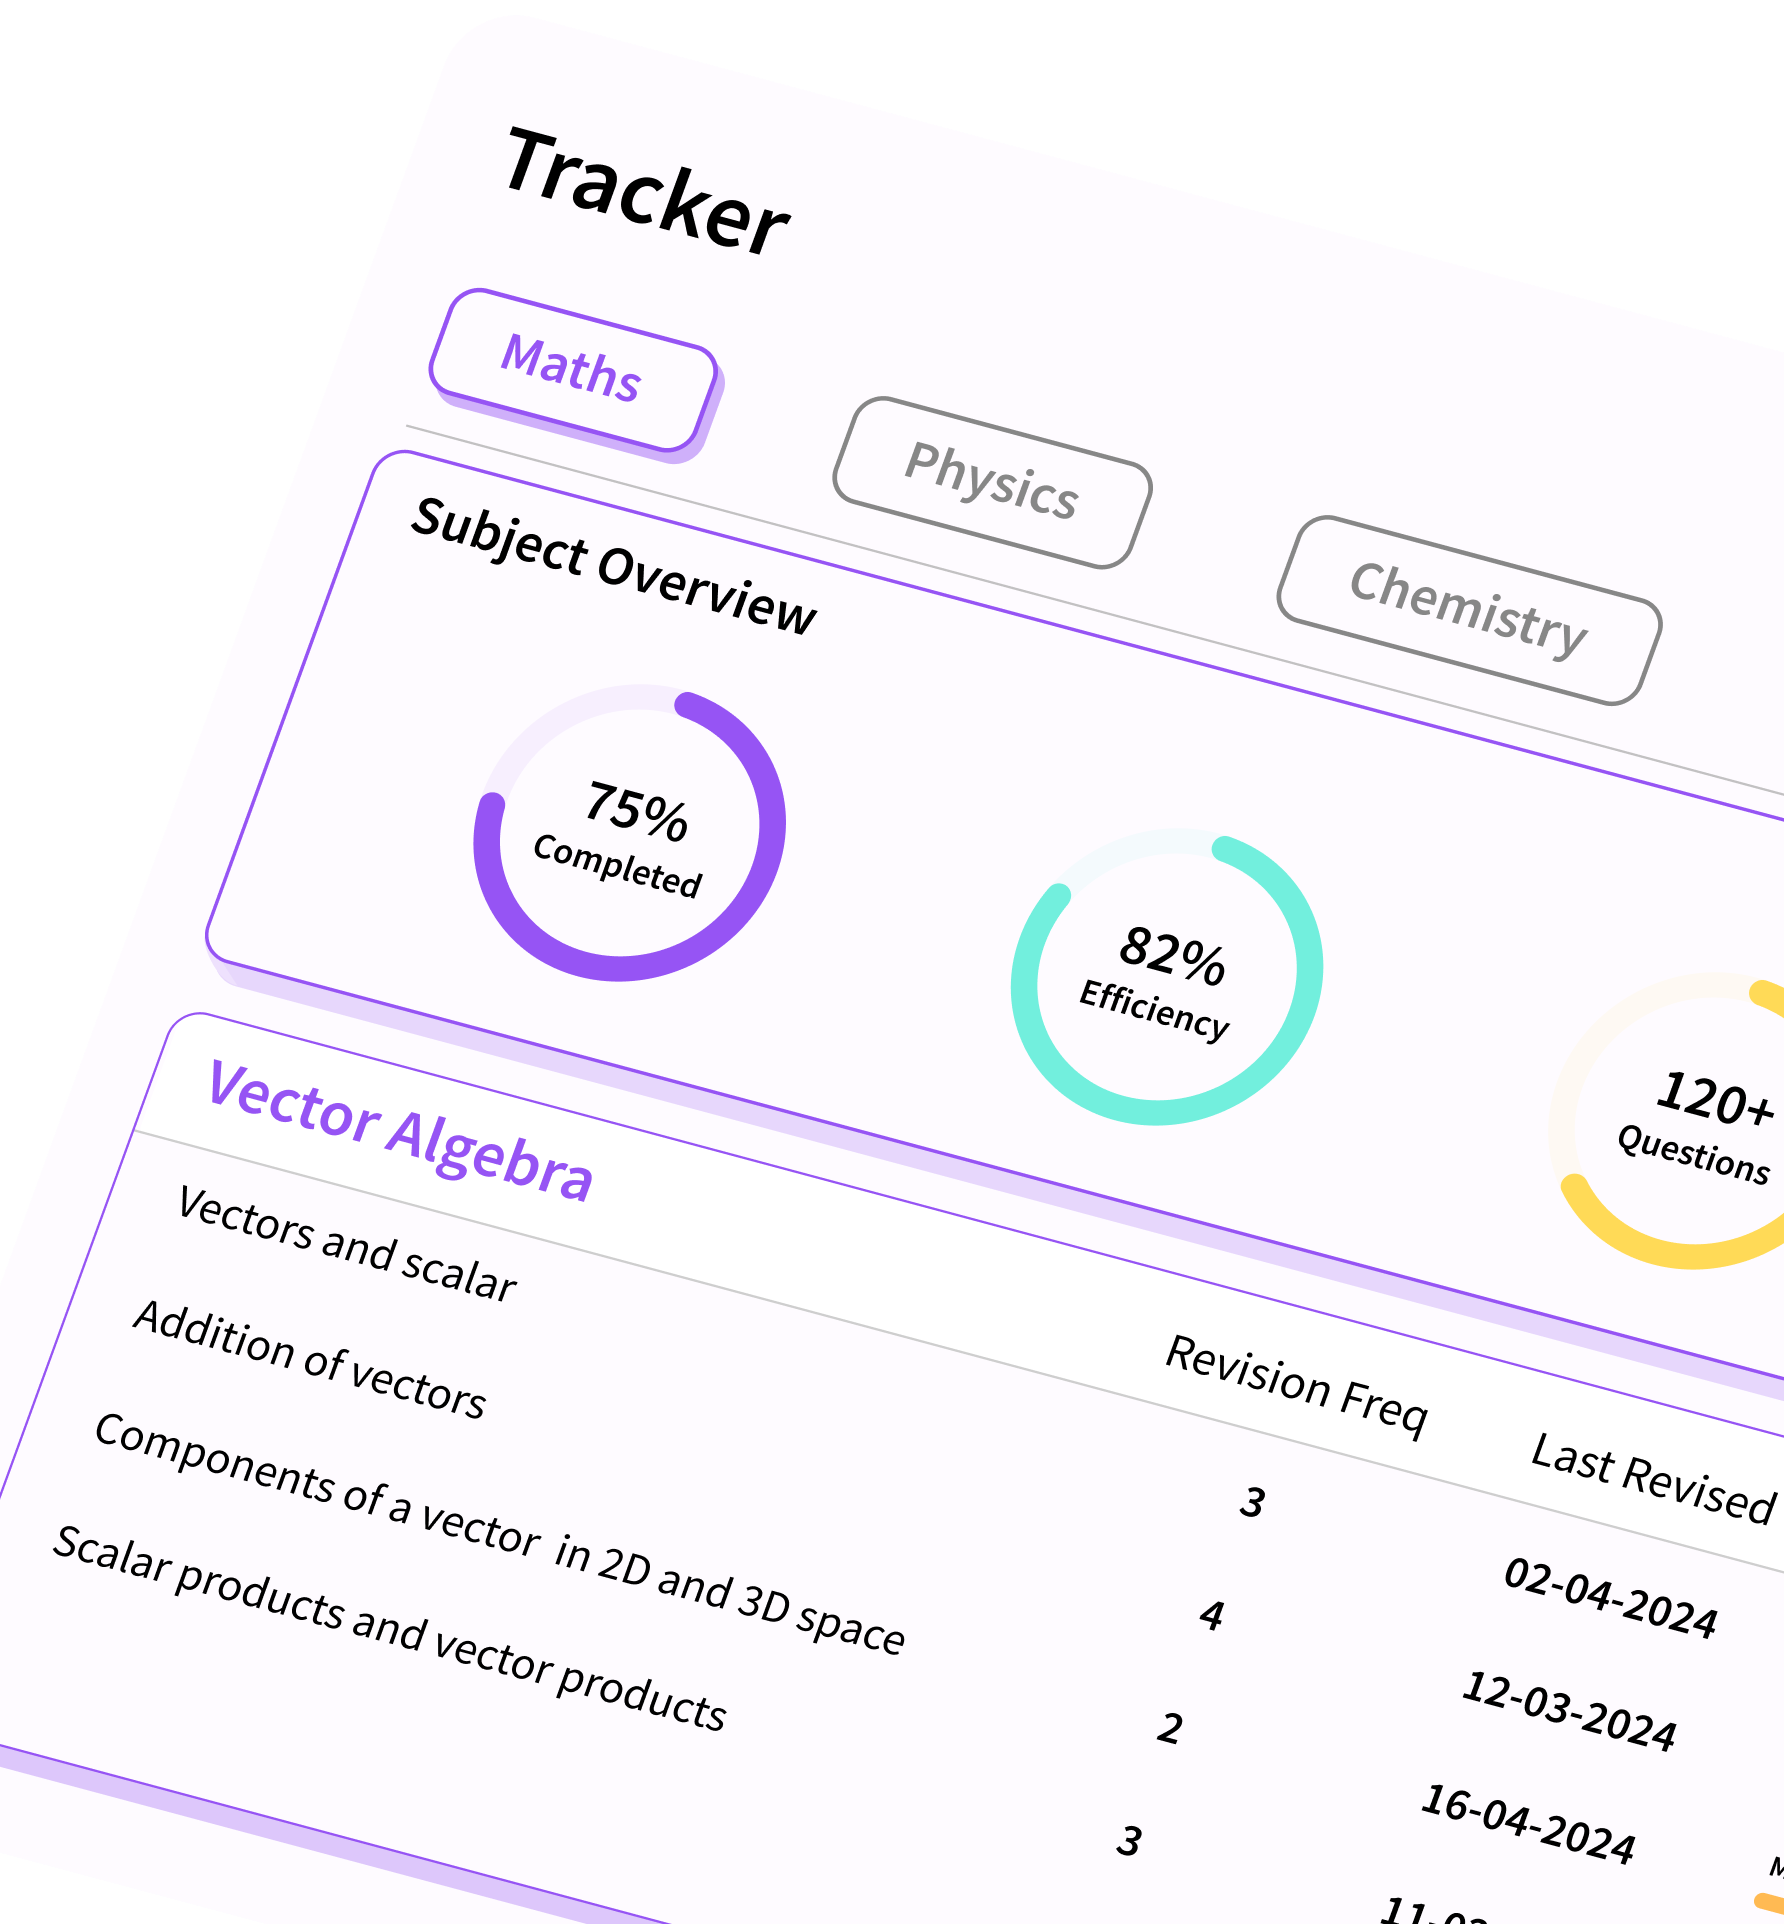 Tracker
Maths
Physics
Chemistry
Subject Overview
75%
Completed
82%
Efficiency
120+
Questions
Vector Algebra
Revision Freq
Last Revised
Vectors and scalar
3
02-04-2024
Addition of vectors
4
12-03-2024
Components of a vector in 2D and 3D space
2
16-04-2024
Scalar products and vector products
3